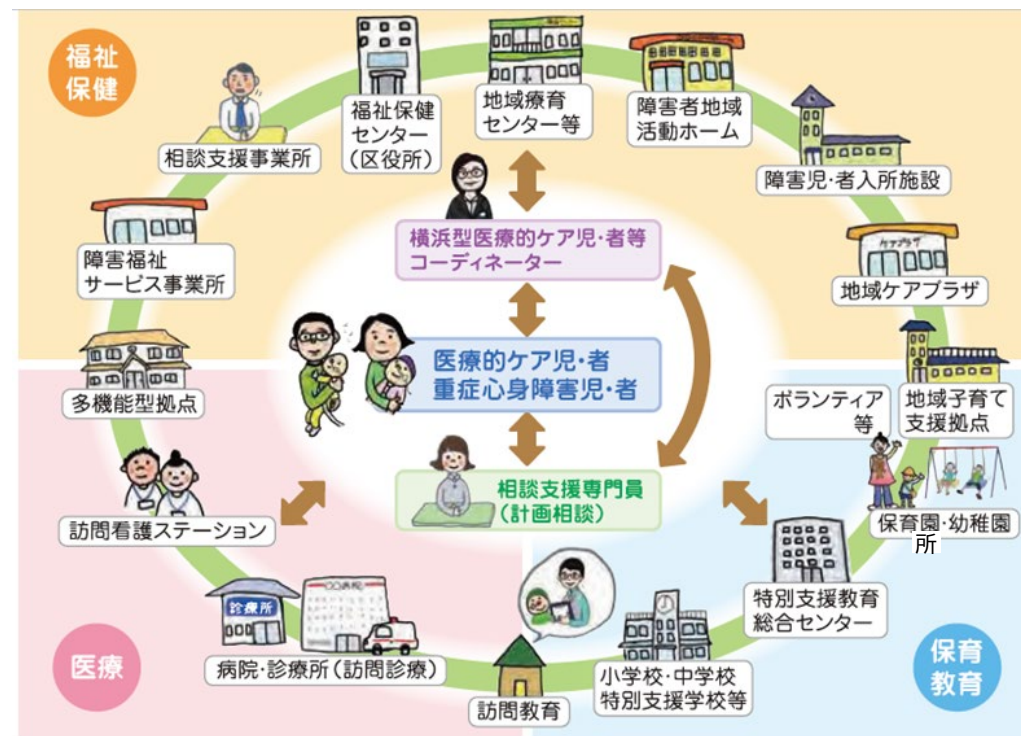 福祉
保健
相談支援事業所
福祉保健
センター
(区役所)
地域療育
センター等
障害者地域
活動ホーム
障害児・者入所施設
障害福祉
サービス事業所
横浜型医療的ケア児・者等
コーディネーター
ケアプラザ
地域ケアプラザ
医療的ケア児・者
重症心身障害児・者
多機能型拠点
ボランティア
等
地域子育て
支援拠点
相談支援専門員
(計画相談)
訪問看護ステーション
保育園・幼稚園
所
特別支援教育
総合センター
診療所
〇〇病院
病院・診療所(訪問診療)
訪問教育
小学校・中学校
特別支援学校等
医療
保育
教育